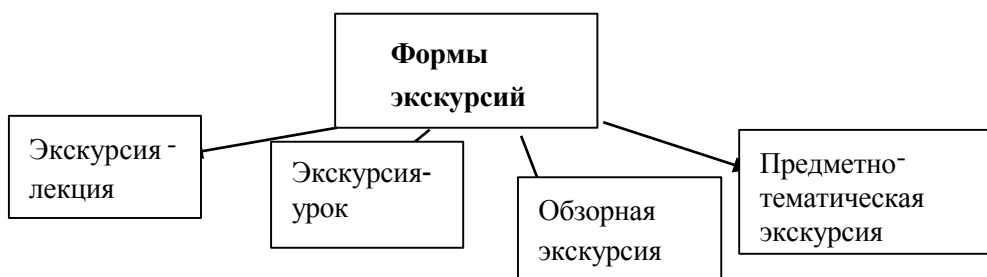 Формы
экскурсий
Экскурсия -
лекция
Экскурсия-
урок
Обзорная
экскурсия
Предметно-
тематическая
экскурсия